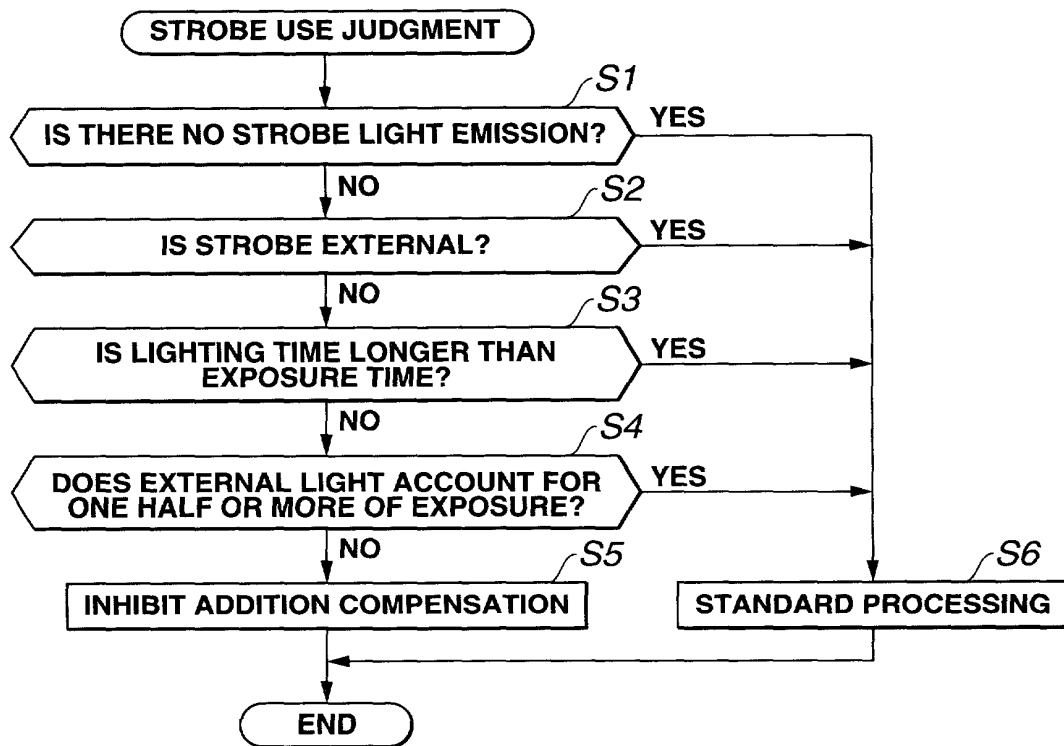 STROBE USE JUDGMENT
S1
IS THERE NO STROBE LIGHT EMISSION?
YES
NO
S2
IS STROBE EXTERNAL?
YES
NO
S3
IS LIGHTING TIME LONGER THAN
EXPOSURE TIME?
YES
NO
S4
DOES EXTERNAL LIGHT ACCOUNT FOR
ONE HALF OR MORE OF EXPOSURE?
YES
NO
S5
INHIBIT ADDITION COMPENSATION
S6
STANDARD PROCESSING
END